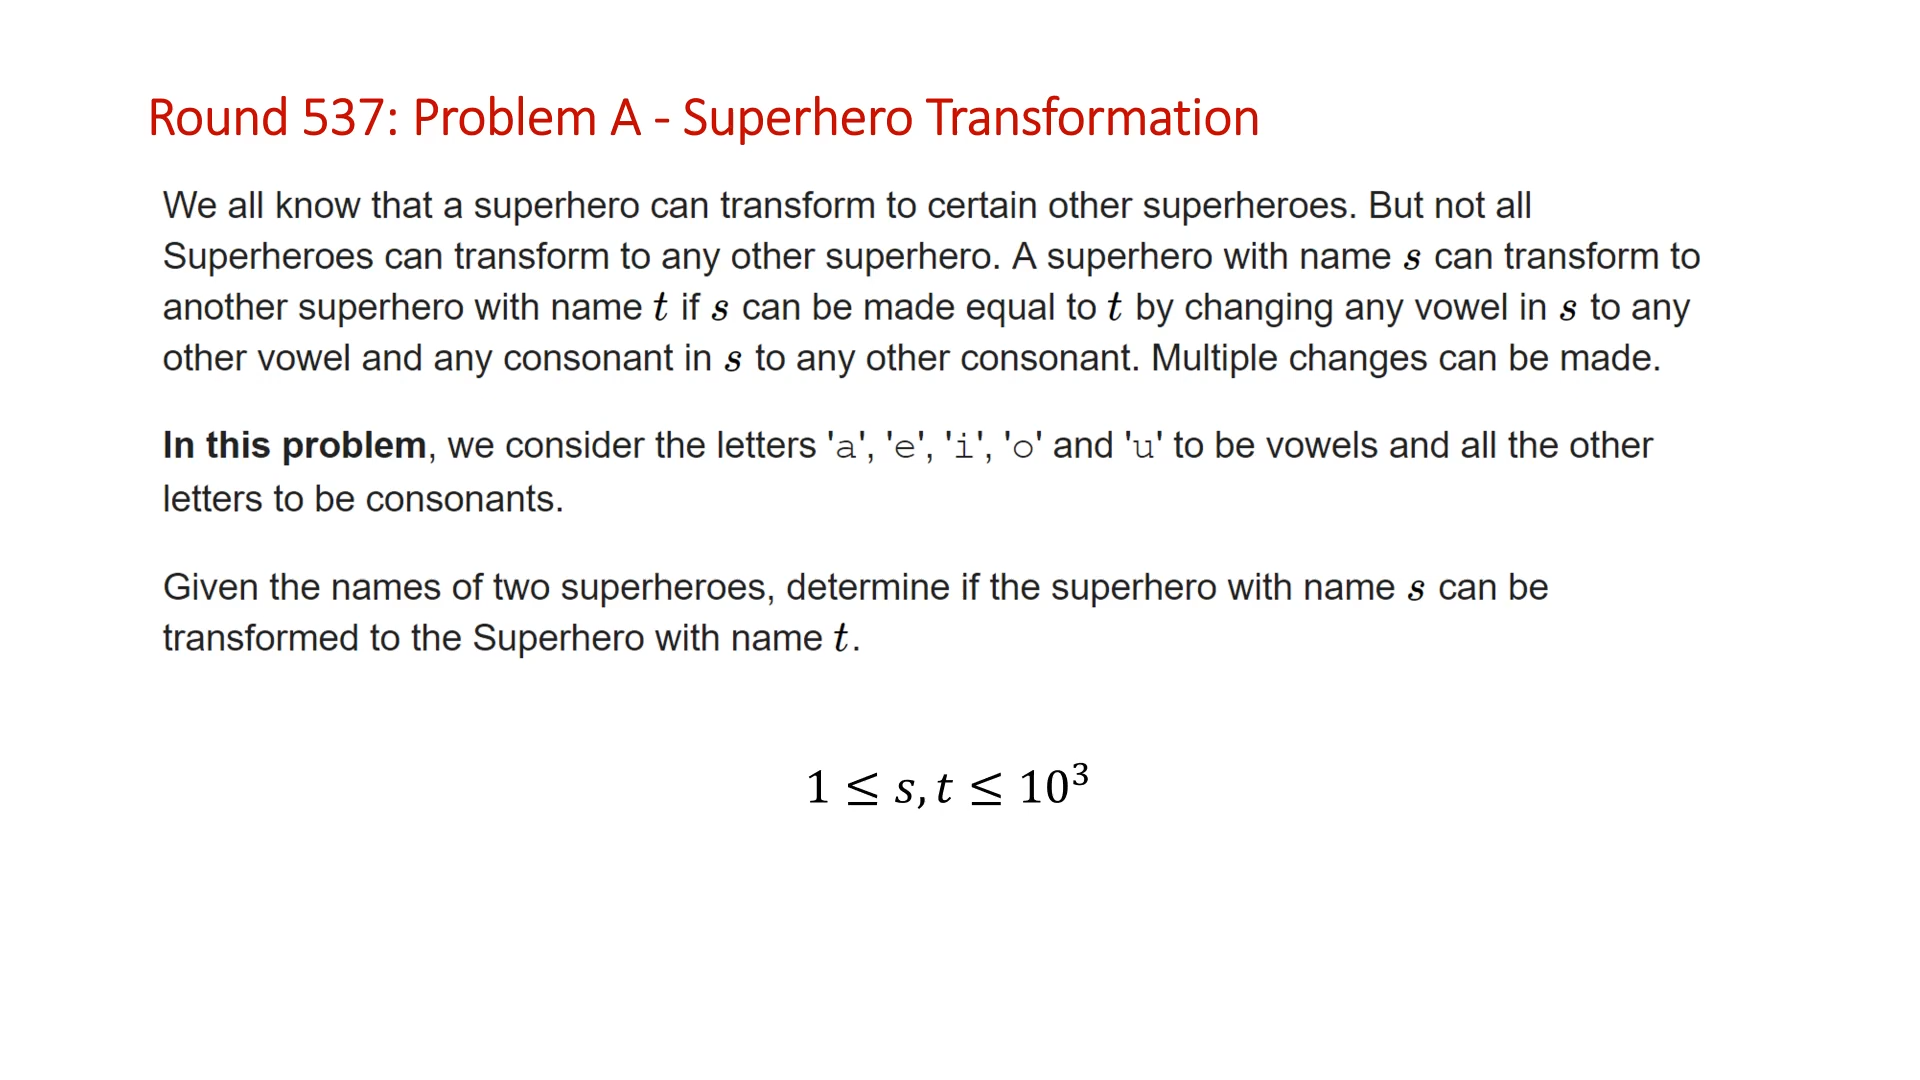 Round 537: Problem A - Superhero Transformation
We all know that a superhero can transform to certain other superheroes. But not all
Superheroes can transform to any other superhero. A superhero with name s can transform to
another superhero with name t if s can be made equal to t by changing any vowel in s to any
other vowel and any consonant in s to any other consonant. Multiple changes can be made.
In this problem, we consider the letters 'a', 'e', 'i', 'o' and 'u' to be vowels and all the other
letters to be consonants.
Given the names of two superheroes, determine if the superhero with name s can be
transformed to the Superhero with name t.
1 ≤ s, t ≤ 10³